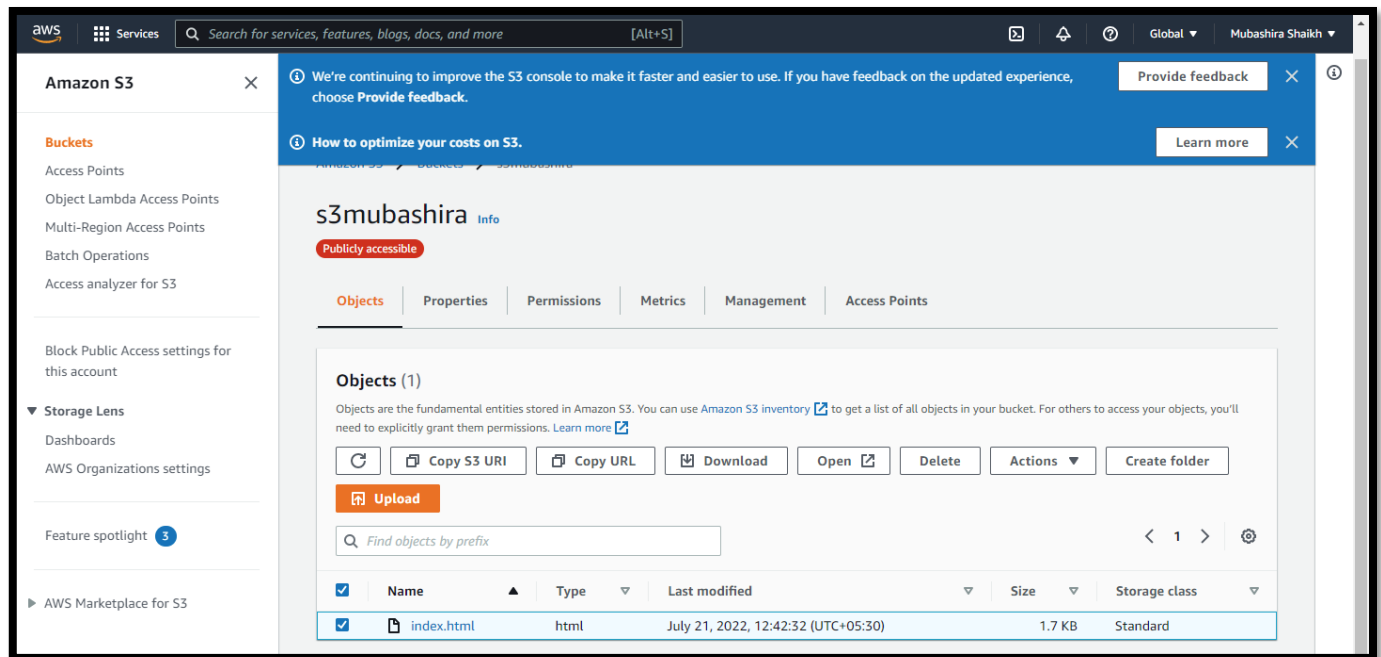 aws Services Search for services, features, blogs, docs, and more [Alt+S] Global Mubashira Shaikh
Amazon S3
Buckets
Access Points
Object Lambda Access Points
Multi-Region Access Points
Batch Operations
Access analyzer for S3
Block Public Access settings for
this account
Storage Lens
Dashboards
AWS Organizations settings
Feature spotlight 3
AWS Marketplace for S3
We're continuing to improve the S3 console to make it faster and easier to use. If you have feedback on the updated experience,
choose Provide feedback.
Provide feedback
How to optimize your costs on S3.
Learn more
Amazon S3 Buckets s3mubashira
s3mubashira Info
Publicly accessible
Objects Properties Permissions Metrics Management Access Points
Objects (1)
Objects are the fundamental entities stored in Amazon S3. You can use Amazon S3 inventory to get a list of all objects in your bucket. For others to access your objects, you'll
need to explicitly grant them permissions. Learn more
Copy S3 URI Copy URL Download Open Delete Actions Create folder
Upload
Find objects by prefix
1
Name Type Last modified Size Storage class
index.html html July 21, 2022, 12:42:32 (UTC+05:30) 1.7 KB Standard